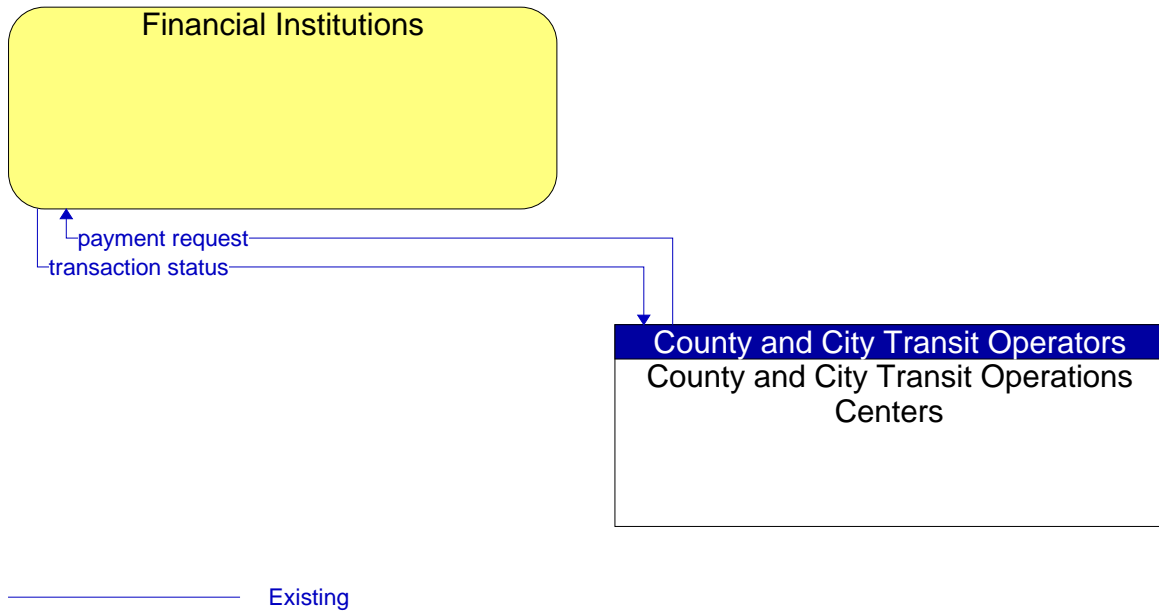 Financial Institutions
payment request
transaction status
County and City Transit Operators
County and City Transit Operations
Centers
Existing